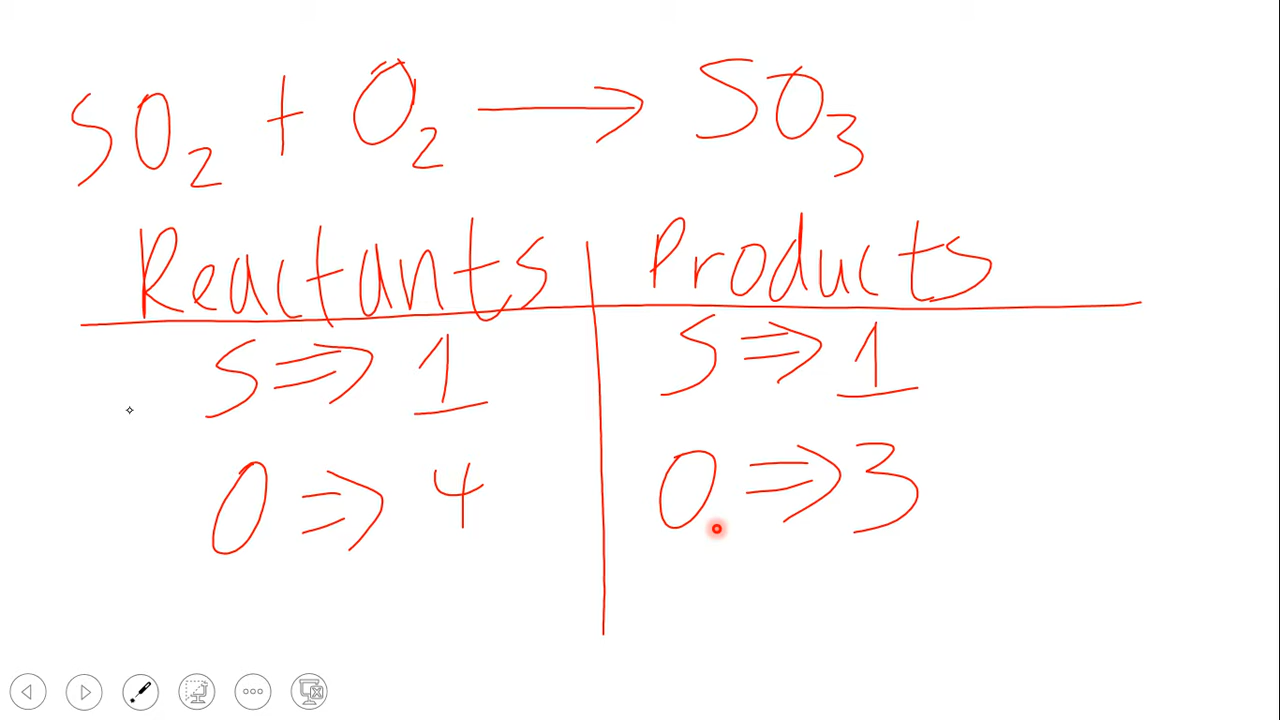 SO₂ + O₂ → SO₃
Reactants Products
S ⇒ 1 S ⇒ 1
O ⇒ 4 O ⇒ 3